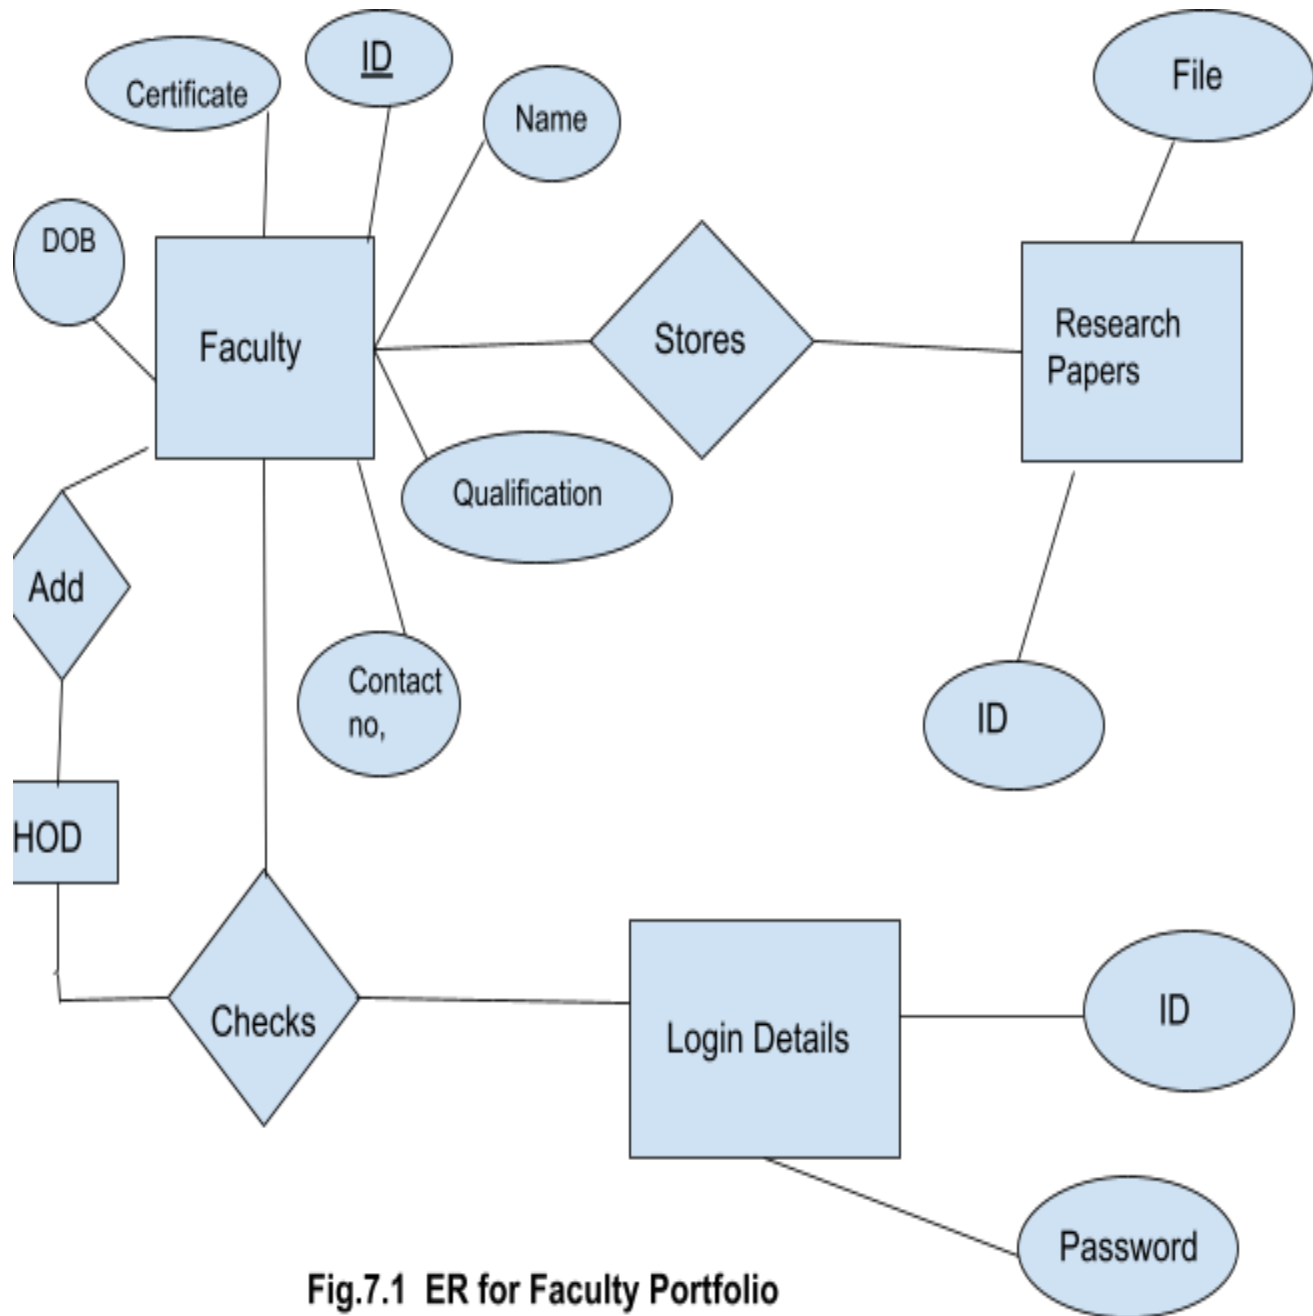 ID
File
Certificate
Name
DOB
Faculty
Stores
Research
Papers
Qualification
Add
Contact
no,
ID
HOD
Checks
Login Details
ID
Password
Fig.7.1 ER for Faculty Portfolio